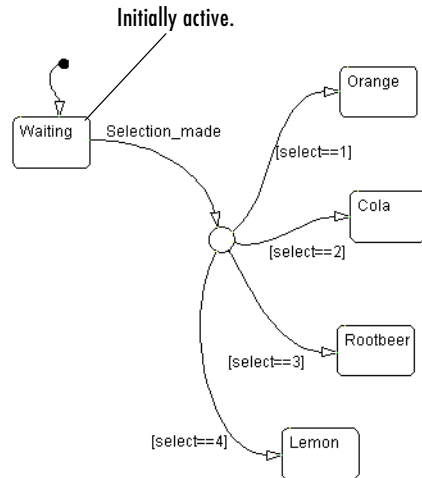 Initially active.
Orange
Waiting
Selection_made
[select==1]
Cola
[select==2]
Rootbeer
[select==3]
[select==4]
Lemon